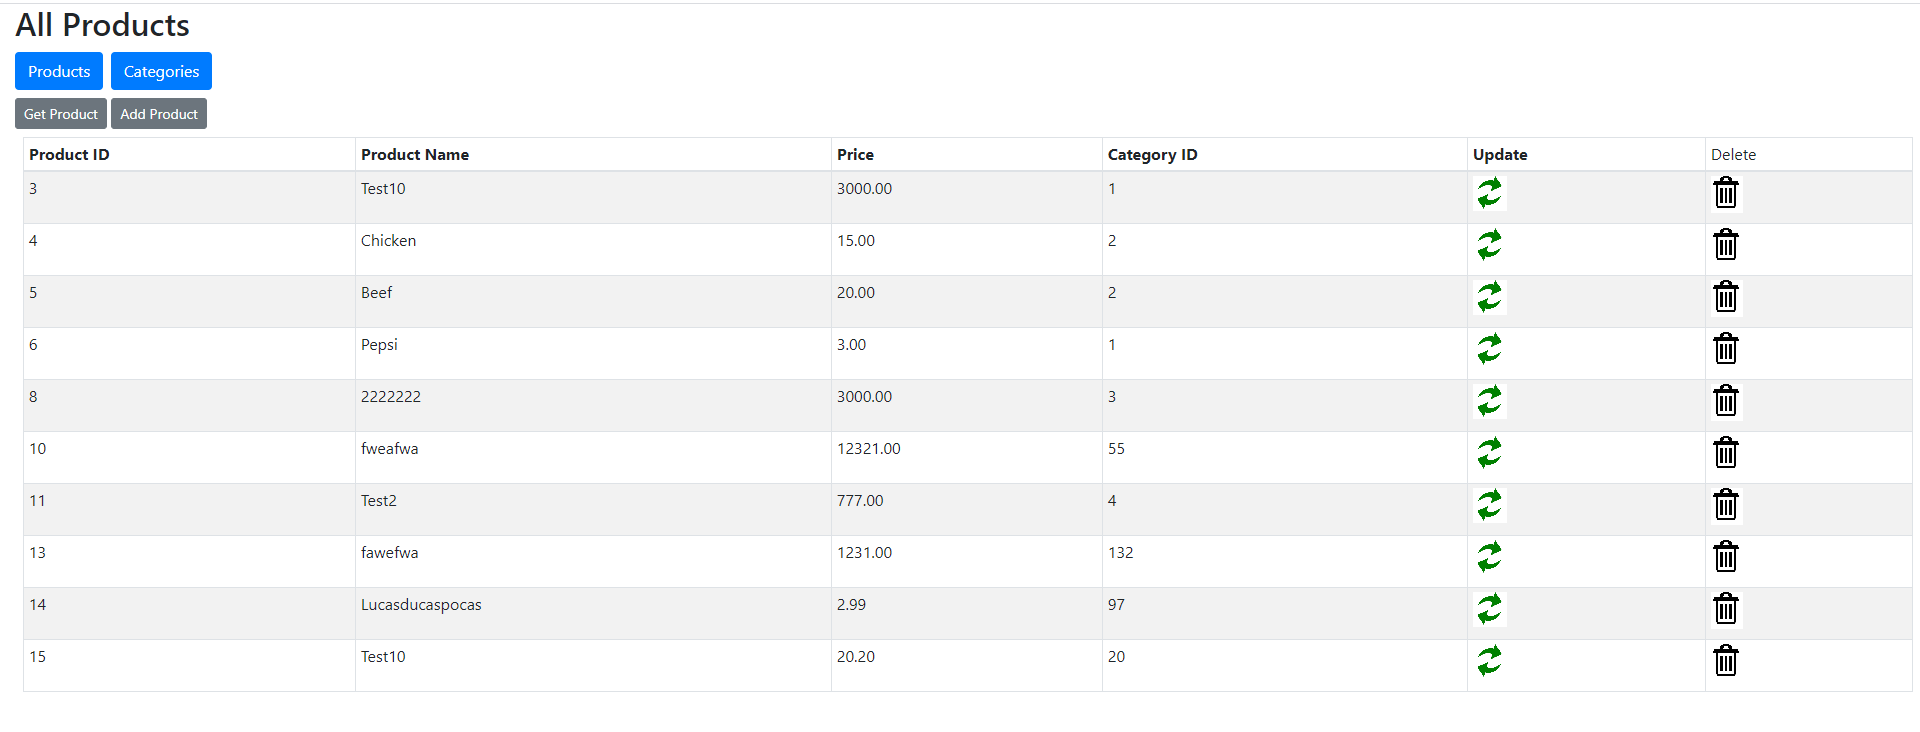 All Products
Products Categories
Get Product Add Product
Product ID Product Name Price Category ID Update Delete
3 Test10 3000.00 1
4 Chicken 15.00 2
5 Beef 20.00 2
6 Pepsi 3.00 1
8 2222222 3000.00 3
10 fweafwa 12321.00 55
11 Test2 777.00 4
13 fawefwa 1231.00 132
14 Lucasducaspocas 2.99 97
15 Test10 20.20 20